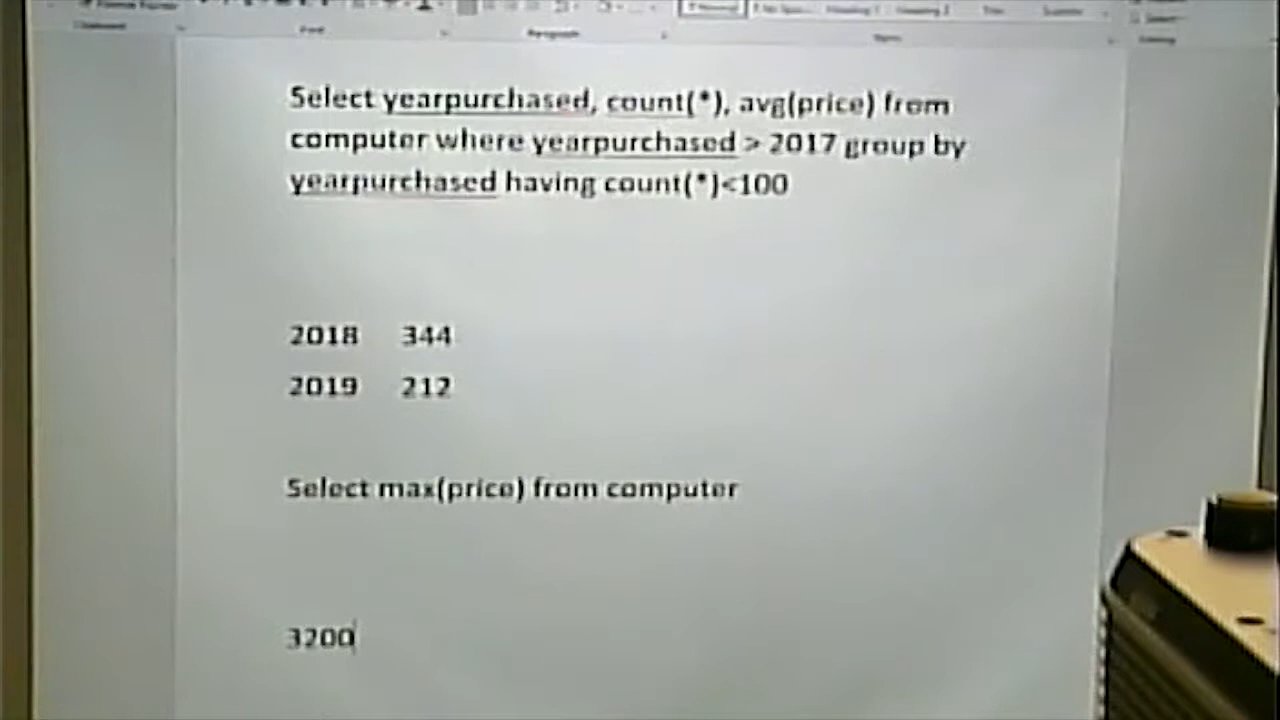 Select yearpurchased, count(*), avg(price) from
computer where yearpurchased > 2017 group by
yearpurchased having count(*)<100
2018 344
2019 212
Select max(price) from computer
3200